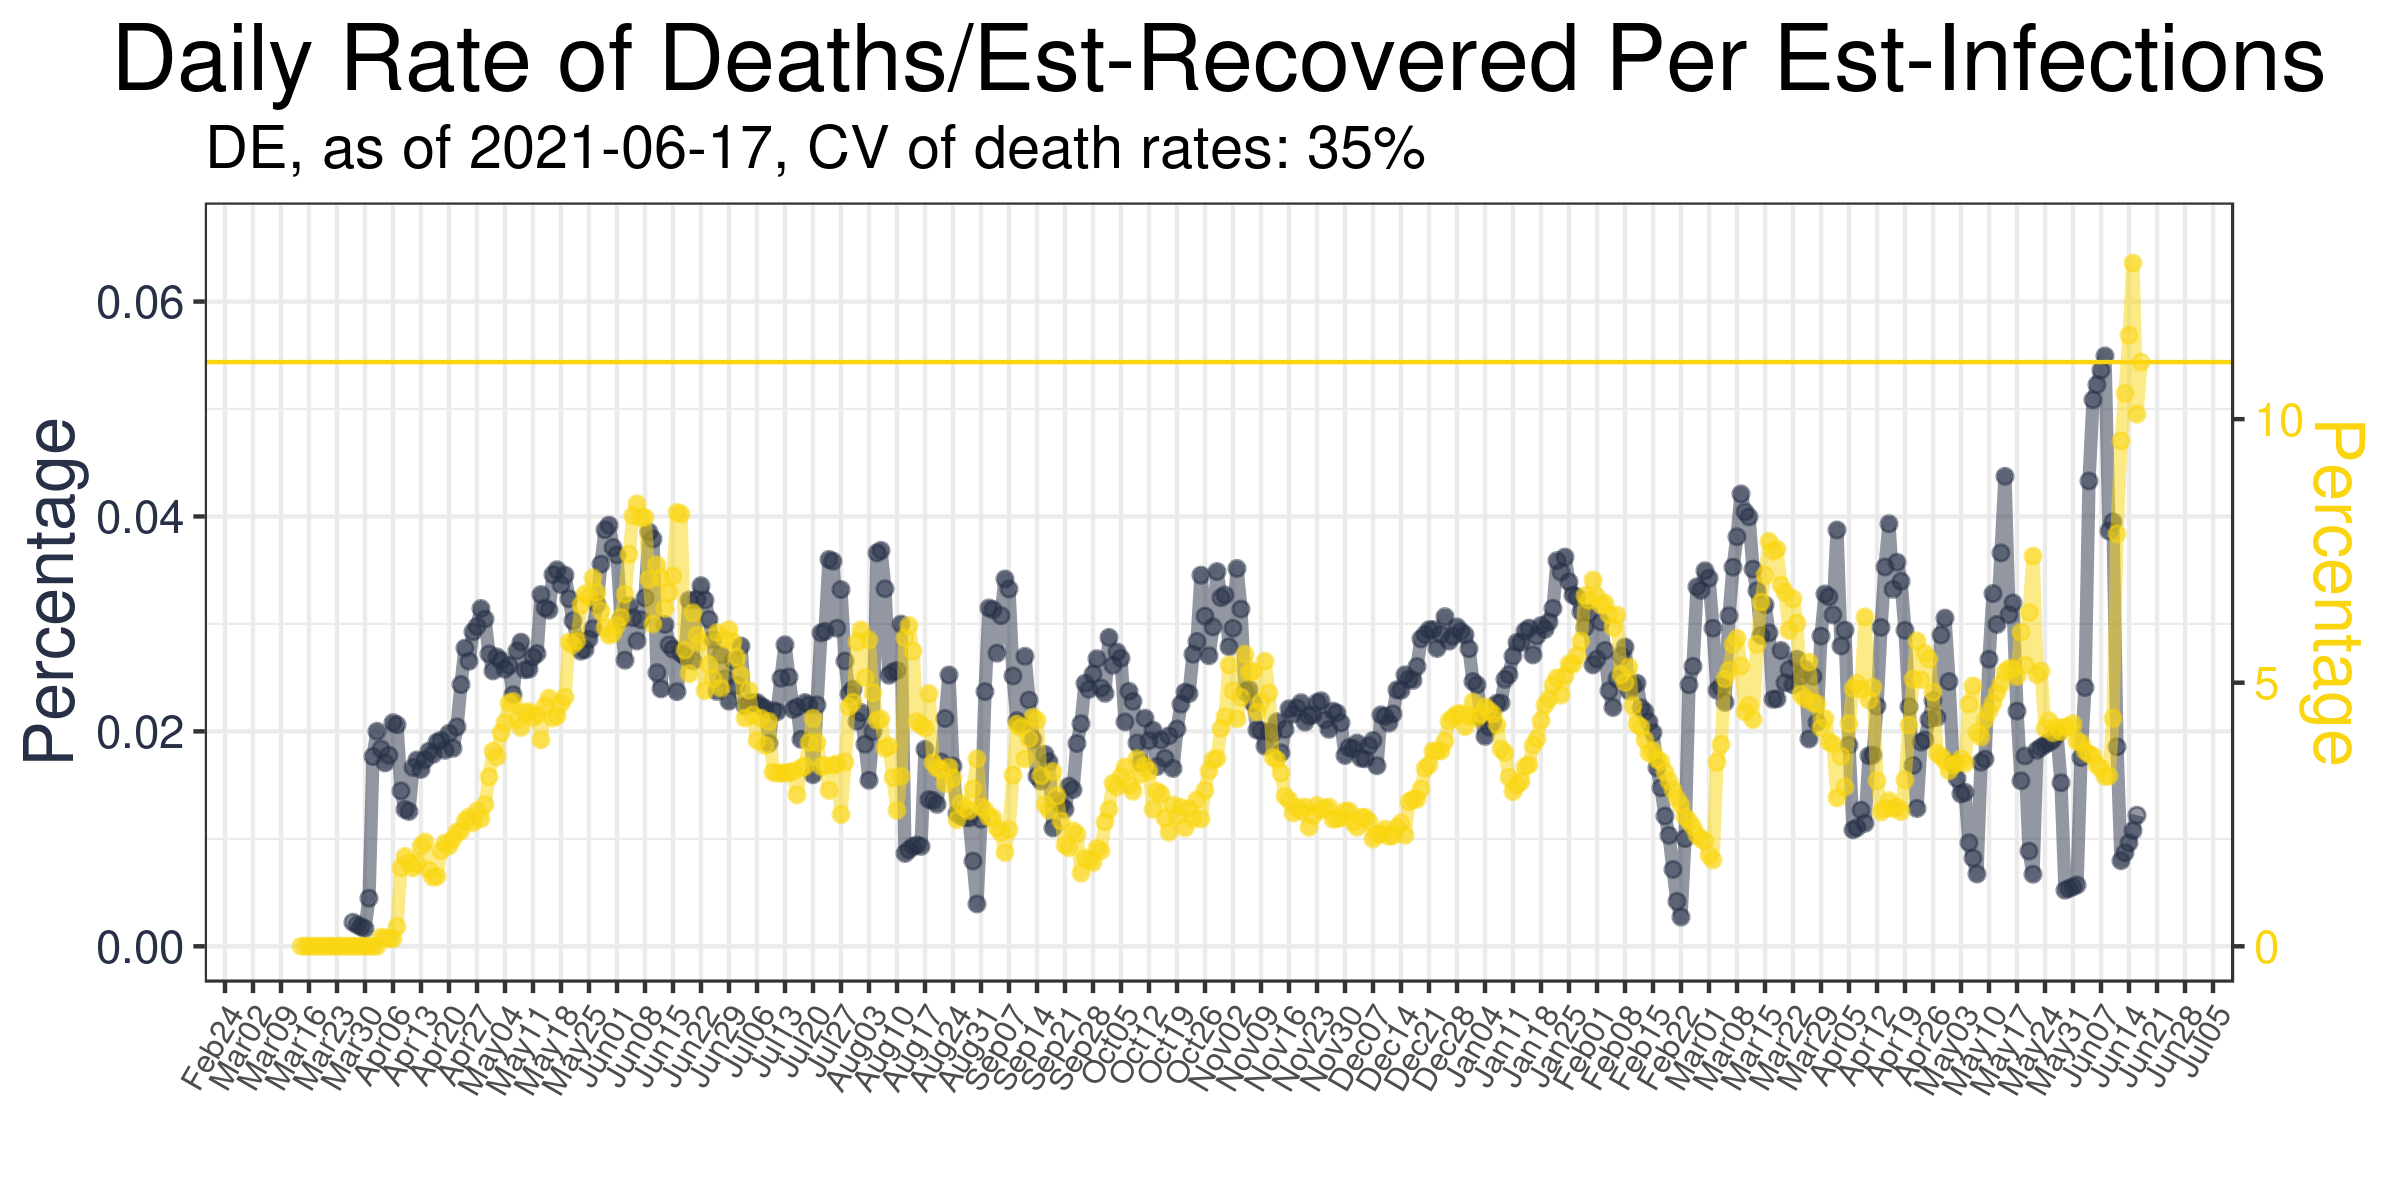 Daily Rate of Deaths/Est-Recovered Per Est-Infections
DE, as of 2021-06-17, CV of death rates: 35%
Percentage
0.06
0.04
0.02
0.00
10
5
0
Percentage
Feb24
Mar02
Mar09
Mar16
Mar23
Mar30
Apr06
Apr13
Apr20
Apr27
May04
May11
May18
May25
Jun01
Jun08
Jun15
Jun22
Jun29
Jul06
Jul13
Jul20
Jul27
Aug03
Aug10
Aug17
Aug24
Aug31
Sep07
Sep14
Sep21
Sep28
Oct05
Oct12
Oct19
Oct26
Nov02
Nov09
Nov16
Nov23
Nov30
Dec07
Dec14
Dec21
Dec28
Jan04
Jan11
Jan18
Jan25
Feb01
Feb08
Feb15
Feb22
Mar01
Mar08
Mar15
Mar22
Mar29
Apr05
Apr12
Apr19
Apr26
May03
May10
May17
May24
May31
Jun07
Jun14
Jun21
Jun28
Jul05